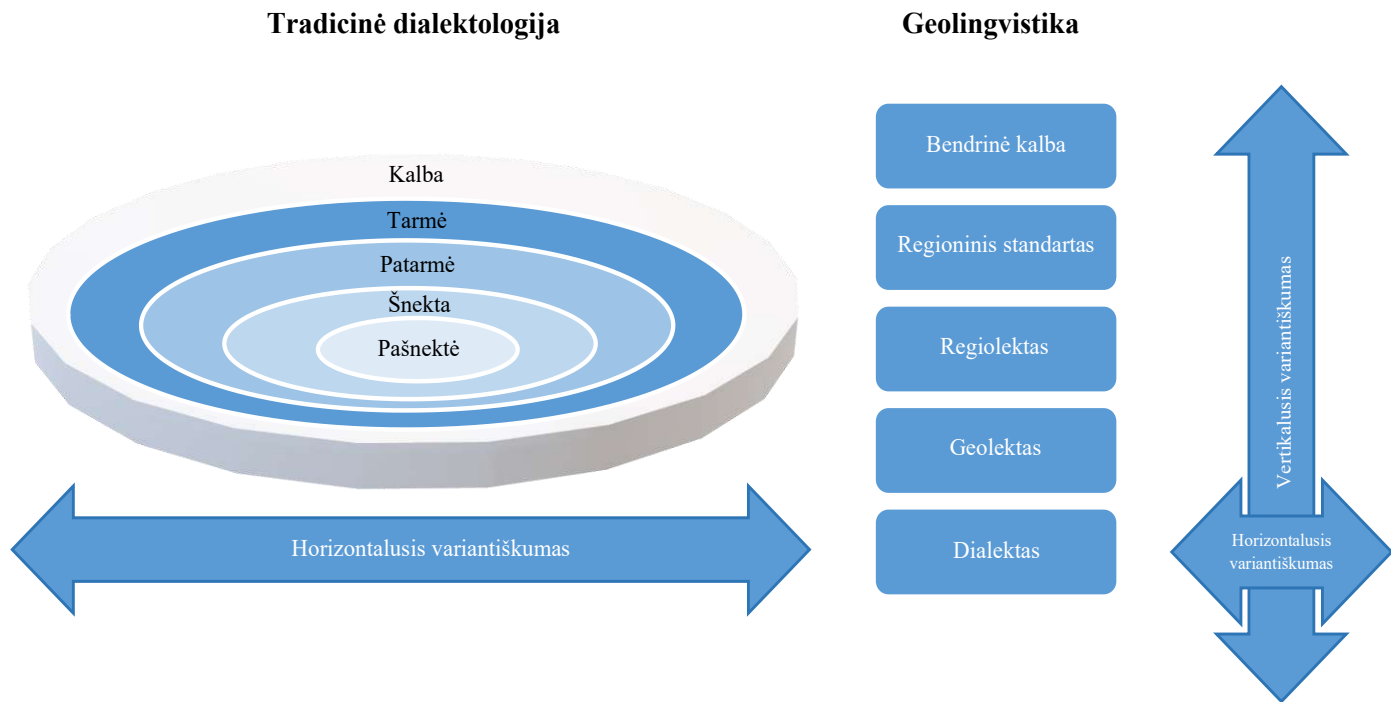 Tradicinė dialektologija
Geolingvistika
Kalba
Tarmė
Patarmė
Šnekta
Pašnektė
Horizontalusis variantiškumas
Bendrinė kalba
Regioninis standartas
Regiolektas
Geolektas
Dialektas
Vertikalusis variantiškumas
Horizontalusis
variantiškumas